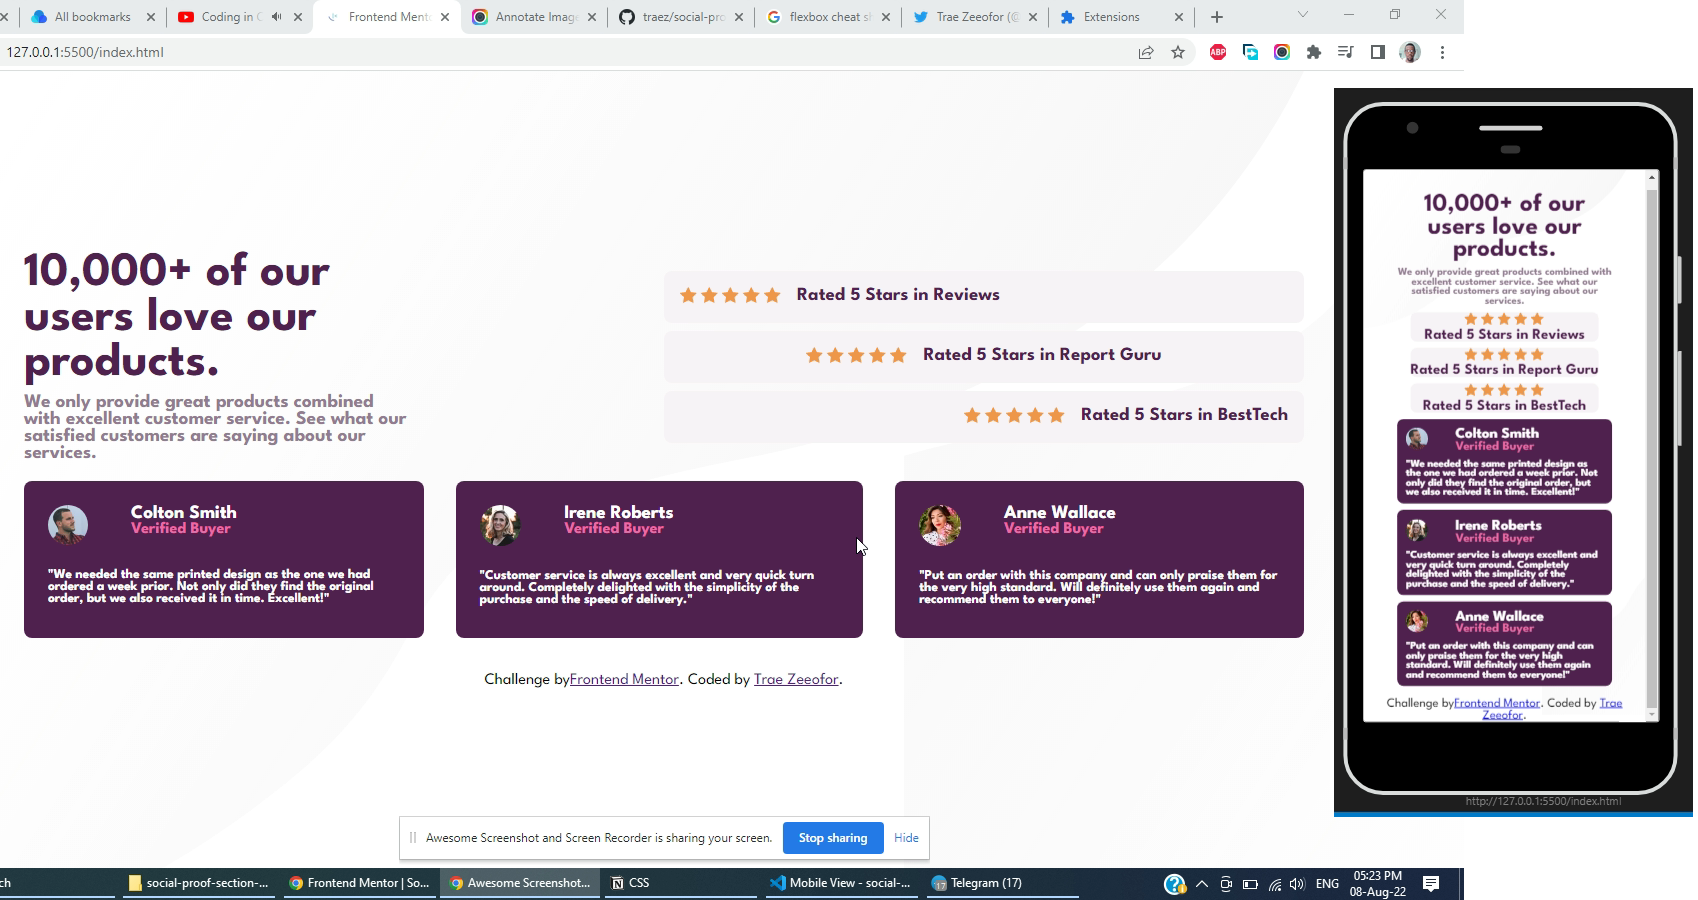 All bookmarks
Coding in
Frontend Ment
Annotate Imag
traez/social-pro
flexbox cheat s
Trae Zeeofor (@
Extensions
127.0.0.1:5500/index.html
ABP
10,000+ of our
users love our
products.
We only provide great products combined
with excellent customer service. See what our
satisfied customers are saying about our
services.
Rated 5 Stars in Reviews
Rated 5 Stars in Report Guru
Rated 5 Stars in BestTech
Colton Smith
Verified Buyer
"We needed the same printed design as the one we had
ordered a week prior. Not only did they find the original
order, but we also received it in time. Excellent!"
Irene Roberts
Verified Buyer
"Customer service is always excellent and very quick turn
around. Completely delighted with the simplicity of the
purchase and the speed of delivery."
Anne Wallace
Verified Buyer
"Put an order with this company and can only praise them for
the very high standard. Will definitely use them again and
recommend them to everyone!"
Challenge byFrontend Mentor. Coded by Trae Zeeofor.
10,000+ of our
users love our
products.
We only provide great products combined with
excellent customer service. See what our
satisfied customers are saying about our
services.
Rated 5 Stars in Reviews
Rated 5 Stars in Report Guru
Rated 5 Stars in BestTech
Colton Smith
Verified Buyer
"We needed the same printed design as
the one we had ordered a week prior. Not
only did they find the original order, but
we also received it in time. Excellent!"
Irene Roberts
Verified Buyer
"Customer service is always excellent and
very quick turn around. Completely
delighted with the simplicity of the
purchase and the speed of delivery."
Anne Wallace
Verified Buyer
"Put an order with this company and can
only praise them for the very high
standard. Will definitely use them again
and recommend them to everyone!"
Challenge byFrontend Mentor. Coded by Trae
Zeeofor.
http://127.0.0.1:5500/index.html
Awesome Screenshot and Screen Recorder is sharing your screen.
Stop sharing
Hide
ch
social-proof-section-...
Frontend Mentor | So...
Awesome Screenshot...
CSS
Mobile View - social-...
17
Telegram (17)
ENG
05:23 PM
08-Aug-22